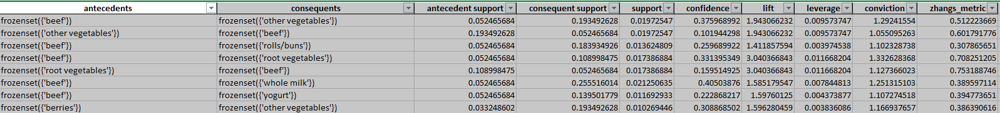 antecedents consequents antecedent support consequent support support confidence lift leverage conviction zhangs_metric
frozenset({'beef'}) frozenset({'other vegetables'}) 0.052465684 0.193492628 0.01972547 0.375968992 1.943066232 0.009573747 1.29241554 0.512223669
frozenset({'other vegetables'}) frozenset({'beef'}) 0.193492628 0.052465684 0.01972547 0.101944298 1.943066232 0.009573747 1.055095263 0.601791776
frozenset({'beef'}) frozenset({'rolls/buns'}) 0.052465684 0.183934926 0.013624809 0.259689922 1.411857594 0.003974538 1.102328738 0.307865651
frozenset({'beef'}) frozenset({'root vegetables'}) 0.052465684 0.108998475 0.017386884 0.331395349 3.040366843 0.011668204 1.332628368 0.708251205
frozenset({'root vegetables'}) frozenset({'beef'}) 0.108998475 0.052465684 0.017386884 0.159514925 3.040366843 0.011668204 1.127366023 0.753188746
frozenset({'beef'}) frozenset({'whole milk'}) 0.052465684 0.255516014 0.021250635 0.40503876 1.585179547 0.007844813 1.251315103 0.389597114
frozenset({'beef'}) frozenset({'yogurt'}) 0.052465684 0.139501779 0.011692933 0.222868217 1.59760125 0.004373877 1.107274518 0.394773651
frozenset({'berries'}) frozenset({'other vegetables'}) 0.033248602 0.193492628 0.010269446 0.308868502 1.596280459 0.003836086 1.166937657 0.386390616